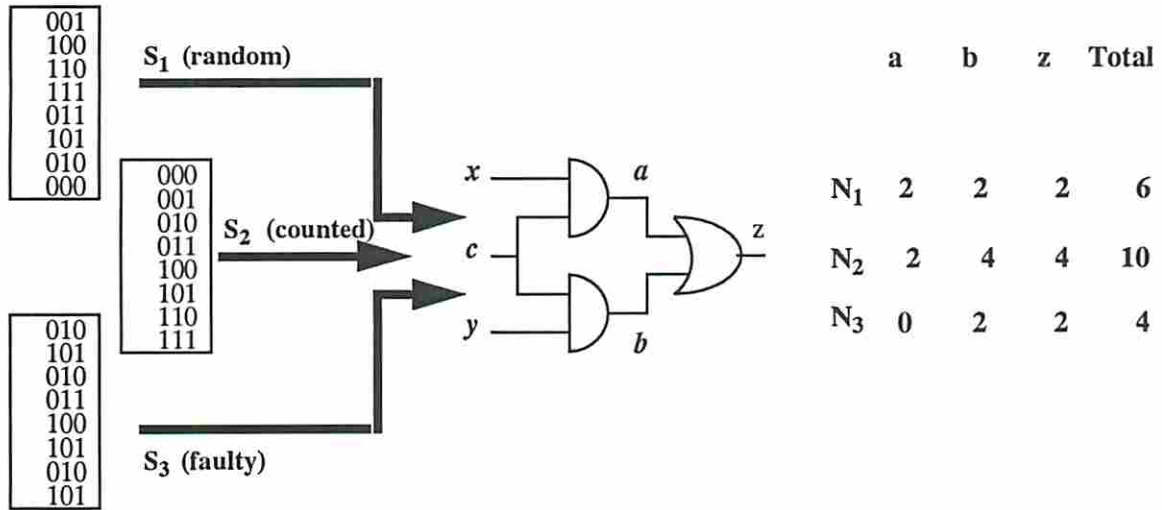 001
100
110
111
011
101
010
000
S1 (random)
000
001
010
011
100
101
110
111
S2 (counted)
010
101
010
011
100
101
010
101
S3 (faulty)
x
c
y
a
b
z
a b z Total
N1 2 2 2 6
N2 2 4 4 10
N3 0 2 2 4